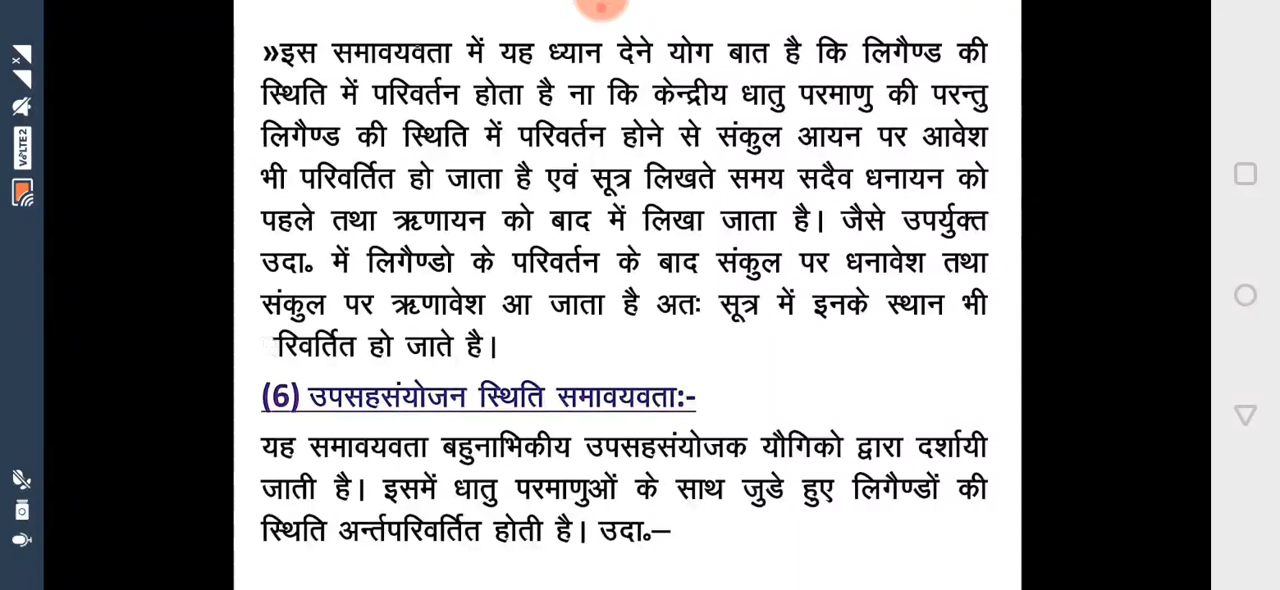 »इस समावयवता में यह ध्यान देने योग बात है कि लिगैण्ड की
स्थिति में परिवर्तन होता है ना कि केन्द्रीय धातु परमाणु की परन्तु
लिगैण्ड की स्थिति में परिवर्तन होने से संकुल आयन पर आवेश
भी परिवर्तित हो जाता है एवं सूत्र लिखते समय सदैव धनायन को
पहले तथा ऋणायन को बाद में लिखा जाता है। जैसे उपर्युक्त
उदा० में लिगैण्डो के परिवर्तन के बाद संकुल पर धनावेश तथा
संकुल पर ऋणावेश आ जाता है अतः सूत्र में इनके स्थान भी
रिवर्तित हो जाते है।
(6) उपसहसंयोजन स्थिति समावयवता:-
यह समावयवता बहुनाभिकीय उपसहसंयोजक यौगिको द्वारा दर्शायी
जाती है। इसमें धातु परमाणुओं के साथ जुडे हुए लिगैण्डों की
स्थिति अर्न्तपरिवर्तित होती है। उदा०–
VoLTE2